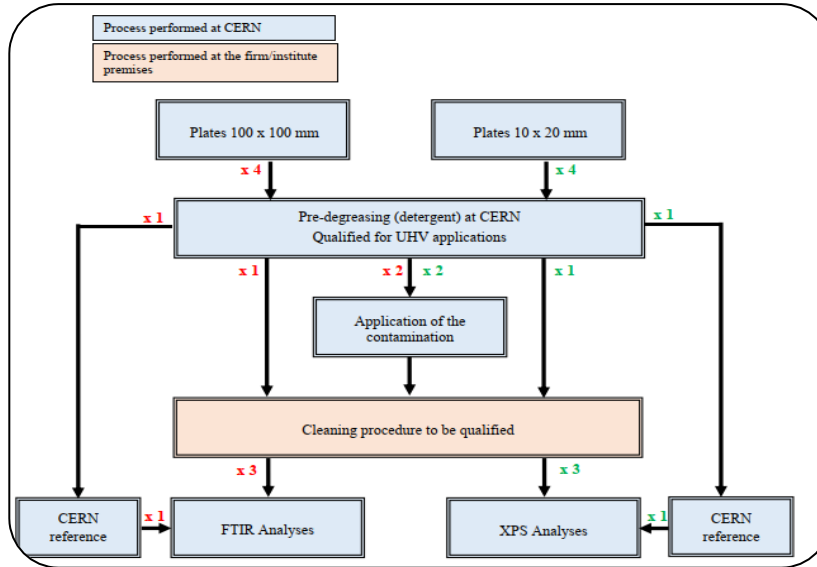 Process performed at CERN
Process performed at the firm/institute
premises
Plates 100 x 100 mm
Plates 10 x 20 mm
x 4
x 4
x 1
Pre-degreasing (detergent) at CERN
Qualified for UHV applications
x 1
x 1
x 2
x 2
x 1
Application of the
contamination
Cleaning procedure to be qualified
x 3
x 3
CERN
reference
x 1
FTIR Analyses
XPS Analyses
x 1
CERN
reference